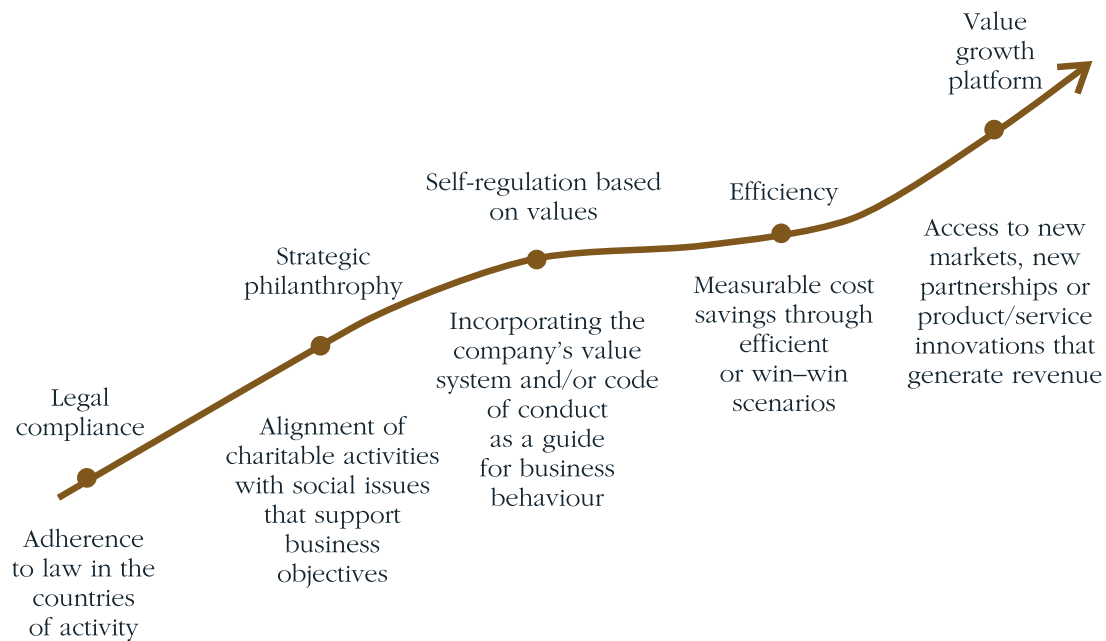 Legal
compliance
Adherence
to law in the
countries
of activity
Strategic
philanthropy
Alignment of
charitable activities
with social issues
that support
business
objectives
Self-regulation based
on values
Incorporating the
company’s value
system and/or code
of conduct
as a guide
for business
behaviour
Efficiency
Measurable cost
savings through
efficient
or win–win
scenarios
Value
growth
platform
Access to new
markets, new
partnerships or
product/service
innovations that
generate revenue